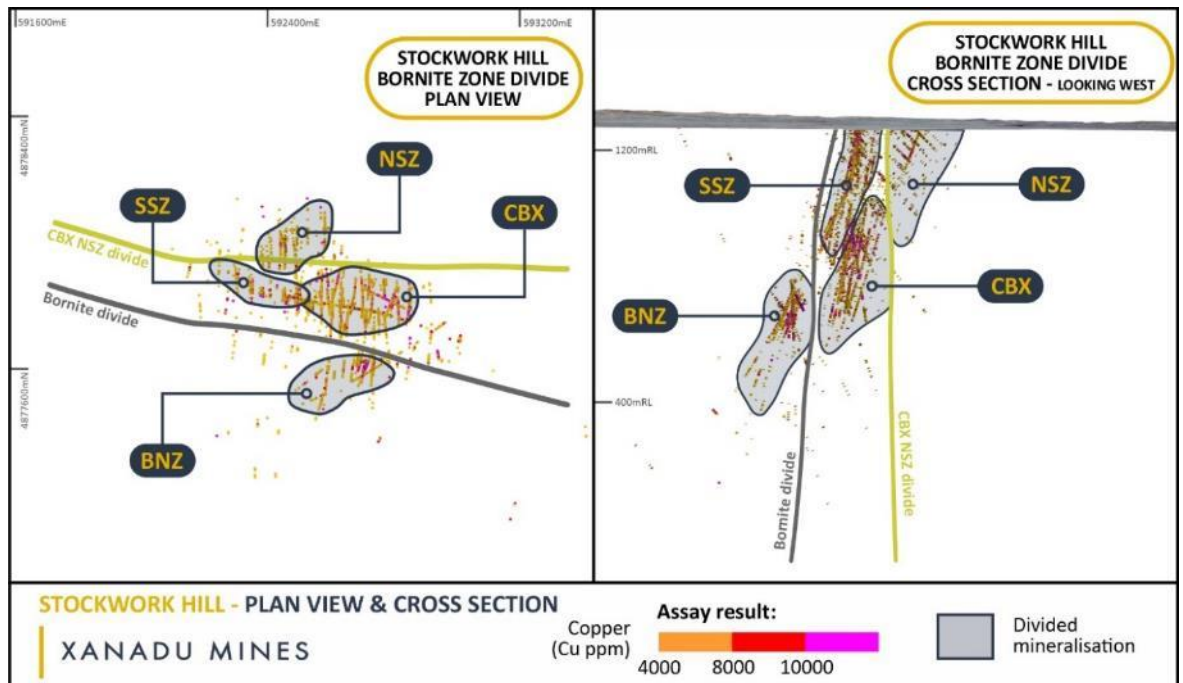 591600mE
592400mE
593200mE
STOCKWORK HILL
BORNITE ZONE DIVIDE
PLAN VIEW
4878400mN
NSZ
SSZ
CBX
CBX NSZ divide
Bornite divide
4877600mN
BNZ
STOCKWORK HILL
BORNITE ZONE DIVIDE
CROSS SECTION - LOOKING WEST
1200mRL
SSZ
NSZ
CBX
BNZ
400mRL
Bornite divide
CBX NSZ divide
STOCKWORK HILL - PLAN VIEW & CROSS SECTION
XANADU MINES
Assay result:
Copper
(Cu ppm)
4000 8000 10000
Divided
mineralisation